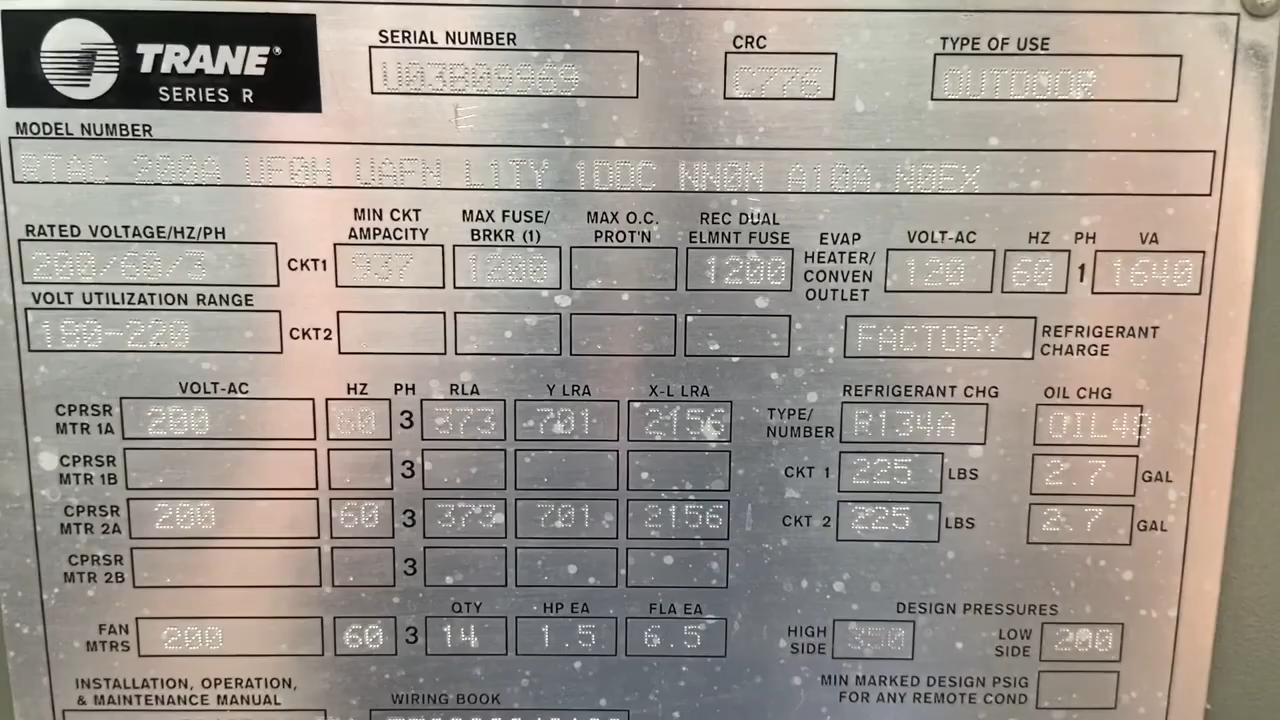 TRANE®
SERIES R
SERIAL NUMBER
U03B09969
CRC
C776
TYPE OF USE
OUTDOOR
MODEL NUMBER
RTAC 200A UF0H UAFN L1TY 1DDC NN0N A10A N0EX
RATED VOLTAGE/HZ/PH
200/60/3
VOLT UTILIZATION RANGE
180-220
MIN CKT AMPACITY
MAX FUSE/ BRKR (1)
MAX O.C. PROT'N
REC DUAL ELMNT FUSE
CKT1 937 1200 1200
CKT2
EVAP HEATER/ CONVEN OUTLET
VOLT-AC HZ PH VA
120 60 1 1640
FACTORY REFRIGERANT CHARGE
VOLT-AC HZ PH RLA Y LRA X-L LRA
CPRSR MTR 1A 200 60 3 373 701 2156
CPRSR MTR 1B 3
CPRSR MTR 2A 200 60 3 373 701 2156
CPRSR MTR 2B 3
REFRIGERANT CHG OIL CHG
TYPE/ NUMBER R134A OIL48
CKT 1 225 LBS 2.7 GAL
CKT 2 225 LBS 2.7 GAL
QTY HP EA FLA EA
FAN MTRS 200 60 3 14 1.5 6.5
DESIGN PRESSURES
HIGH SIDE 350 LOW SIDE 200
MIN MARKED DESIGN PSIG
FOR ANY REMOTE COND
INSTALLATION, OPERATION,
& MAINTENANCE MANUAL
WIRING BOOK